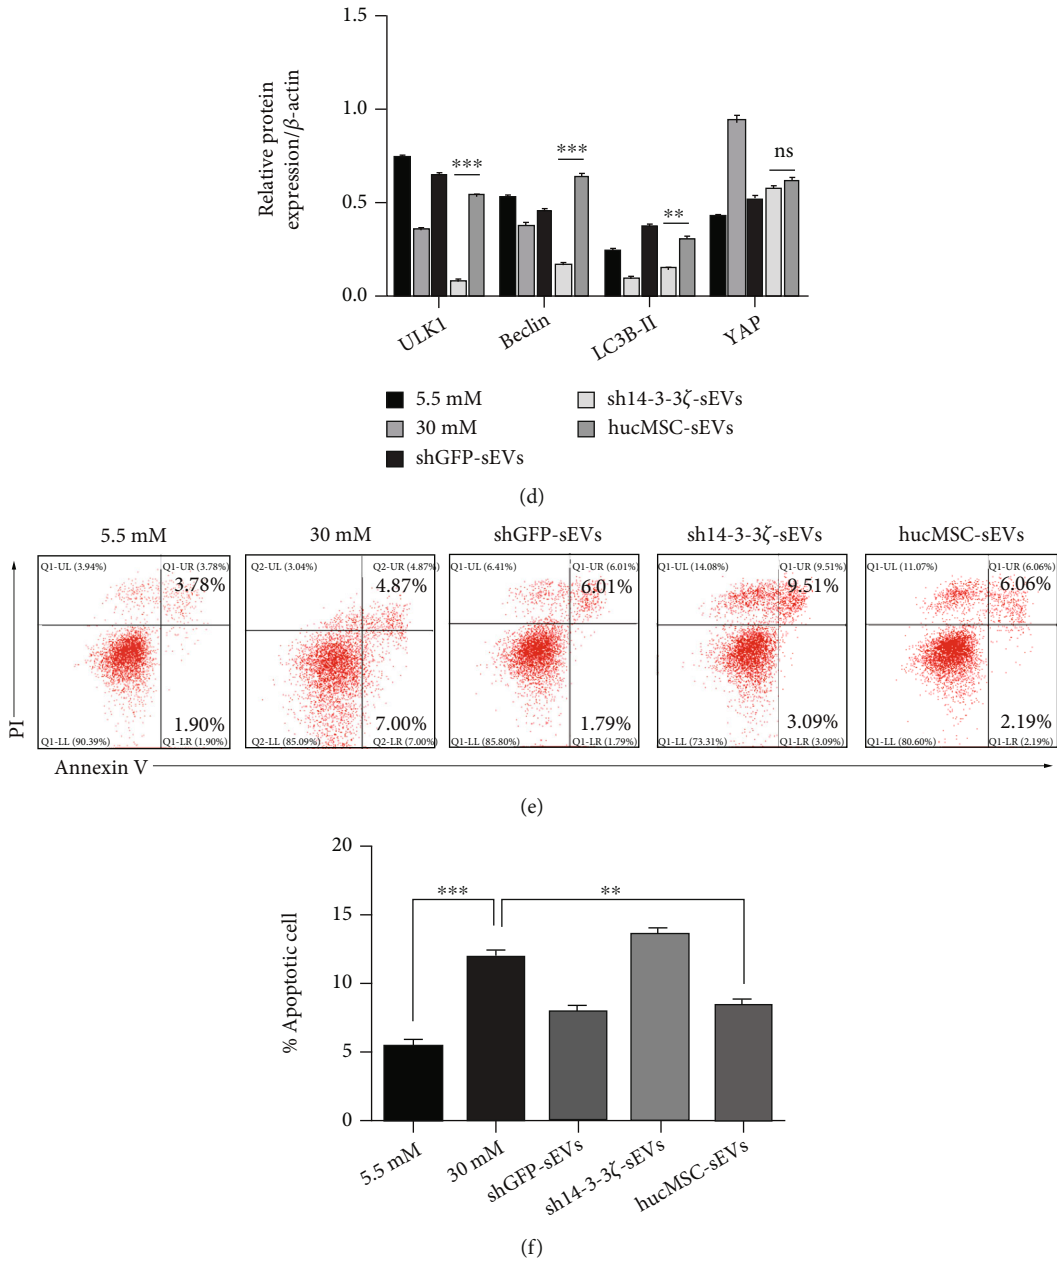 1.5
1.0
0.5
0.0
Relative protein
expression/β-actin
***
***
**
ns
ULK1
Beclin
LC3B-II
YAP
5.5 mM
30 mM
shGFP-sEVs
sh14-3-3ζ-sEVs
hucMSC-sEVs
(d)
5.5 mM
30 mM
shGFP-sEVs
sh14-3-3ζ-sEVs
hucMSC-sEVs
Q1-UL (3.94%)
Q1-UR (3.78%)
3.78%
1.90%
Q1-LL (90.39%)
Q1-LR (1.90%)
Q2-UL (3.04%)
Q2-UR (4.87%)
4.87%
7.00%
Q2-LL (85.09%)
Q2-LR (7.00%)
Q1-UL (6.41%)
Q1-UR (6.01%)
6.01%
1.79%
Q1-LL (85.80%)
Q1-LR (1.79%)
Q1-UL (14.08%)
Q1-UR (9.51%)
9.51%
3.09%
Q1-LL (73.31%)
Q1-LR (3.09%)
Q1-UL (11.07%)
Q1-UR (6.06%)
6.06%
2.19%
Q1-LL (80.60%)
Q1-LR (2.19%)
PI
Annexin V
(e)
20
15
10
5
0
% Apoptotic cell
***
**
5.5 mM
30 mM
shGFP-sEVs
sh14-3-3ζ-sEVs
hucMSC-sEVs
(f)